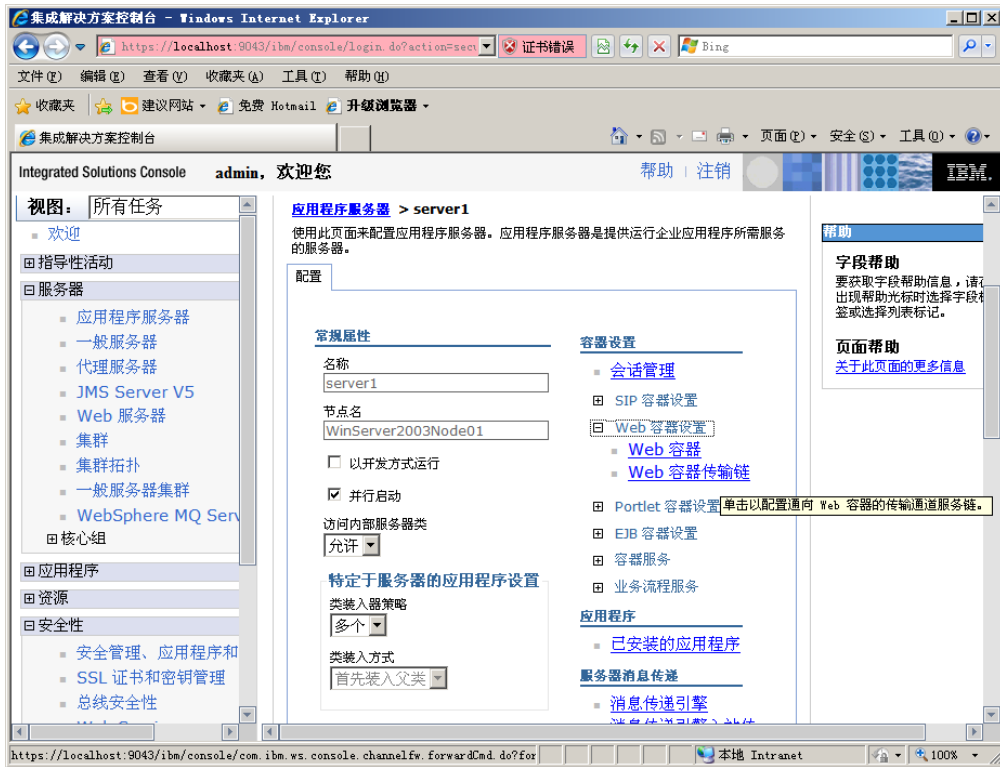 集成解决方案控制台 - Windows Internet Explorer
https://localhost:9043/ibm/console/login.do?action=sect
证书错误
Bing
文件(F) 编辑(E) 查看(V) 收藏夹(A) 工具(T) 帮助(H)
收藏夹 建议网站 免费 Hotmail 升级浏览器
集成解决方案控制台
页面(P) 安全(S) 工具(O)
Integrated Solutions Console admin，欢迎您
帮助 | 注销
IBM.
视图： 所有任务
欢迎
指导性活动
服务器
应用程序服务器
一般服务器
代理服务器
JMS Server V5
Web 服务器
集群
集群拓扑
一般服务器集群
WebSphere MQ Serv
核心组
应用程序
资源
安全性
安全管理、应用程序和
SSL 证书和密钥管理
总线安全性
应用程序服务器 > server1
使用此页面来配置应用程序服务器。应用程序服务器是提供运行企业应用程序所需服务
的服务器。
配置
常规属性
名称
server1
节点名
WinServer2003Node01
以开发方式运行
并行启动
访问内部服务器类
允许
特定于服务器的应用程序设置
类装入器策略
多个
类装入方式
首先装入父类
容器设置
会话管理
SIP 容器设置
Web 容器设置
Web 容器
Web 容器传输链
Portlet 容器设置
单击以配置通向 Web 容器的传输通道服务链。
EJB 容器设置
容器服务
业务流程服务
应用程序
已安装的应用程序
服务器消息传递
消息传递引擎
帮助
字段帮助
要获取字段帮助信息，请在
出现帮助光标时选择字段标
签或选择列表标记。
页面帮助
关于此页面的更多信息
https://localhost:9043/ibm/console/com.ibm.ws.console.channelfw.forwardCmd.do?for
本地 Intranet
100%